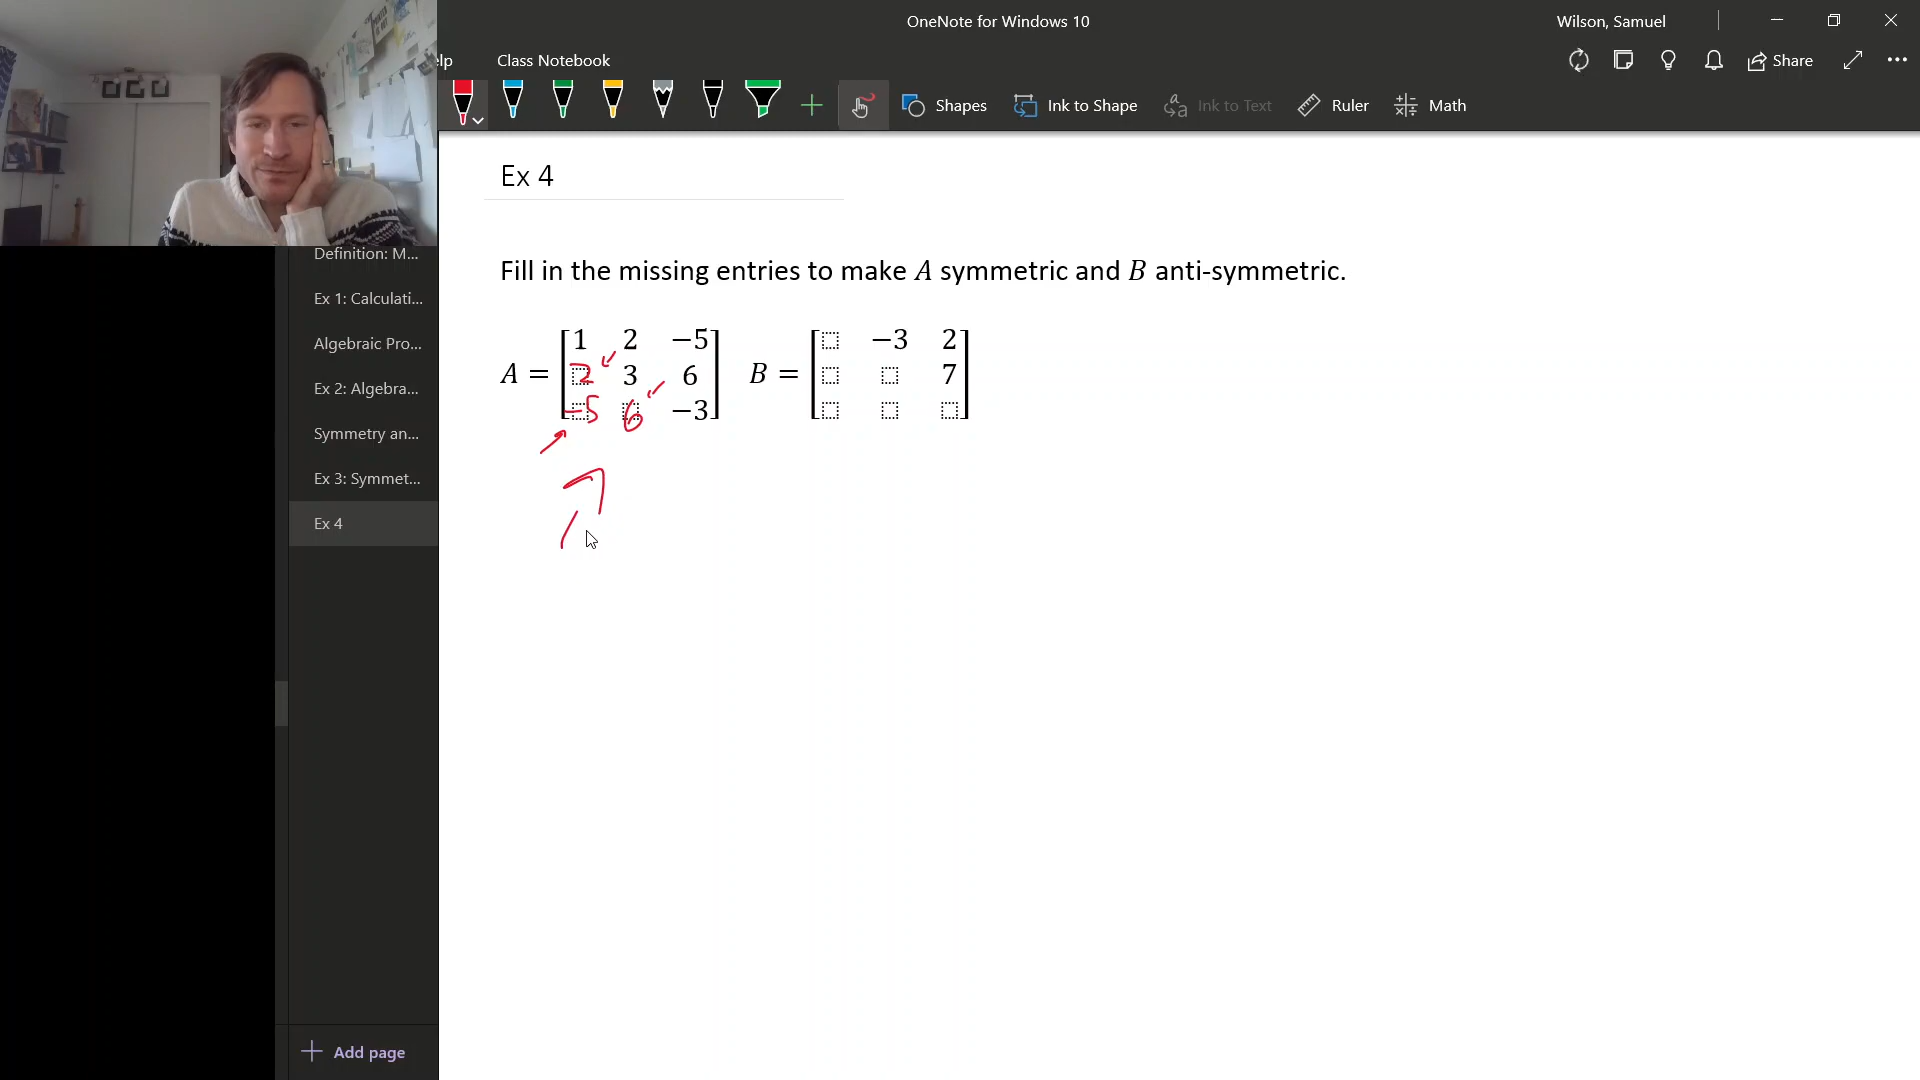 OneNote for Windows 10
Wilson, Samuel
elp
Class Notebook
Share
Shapes
Ink to Shape
Ink to Text
Ruler
Math
Ex 4
Definition: M...
Ex 1: Calculati...
Algebraic Pro...
Ex 2: Algebra...
Symmetry an...
Ex 3: Symmet...
Ex 4
Add page
Fill in the missing entries to make A symmetric and B anti-symmetric.
A = [1 2 −5
2 3 6
−5 6 −3]
B = [⬚ −3 2
⬚ ⬚ 7
⬚ ⬚ ⬚]